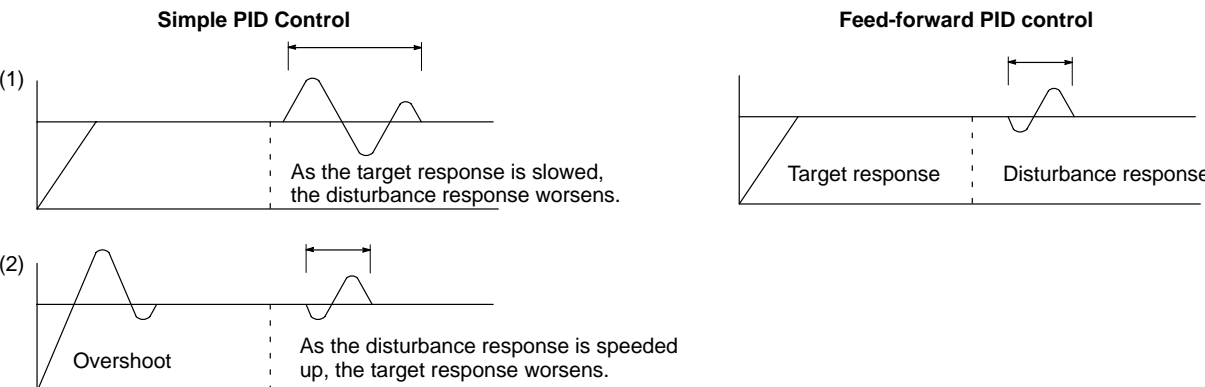 Simple PID Control
Feed-forward PID control
(1)
As the target response is slowed,
the disturbance response worsens.
Target response
Disturbance response
(2)
Overshoot
As the disturbance response is speeded
up, the target response worsens.